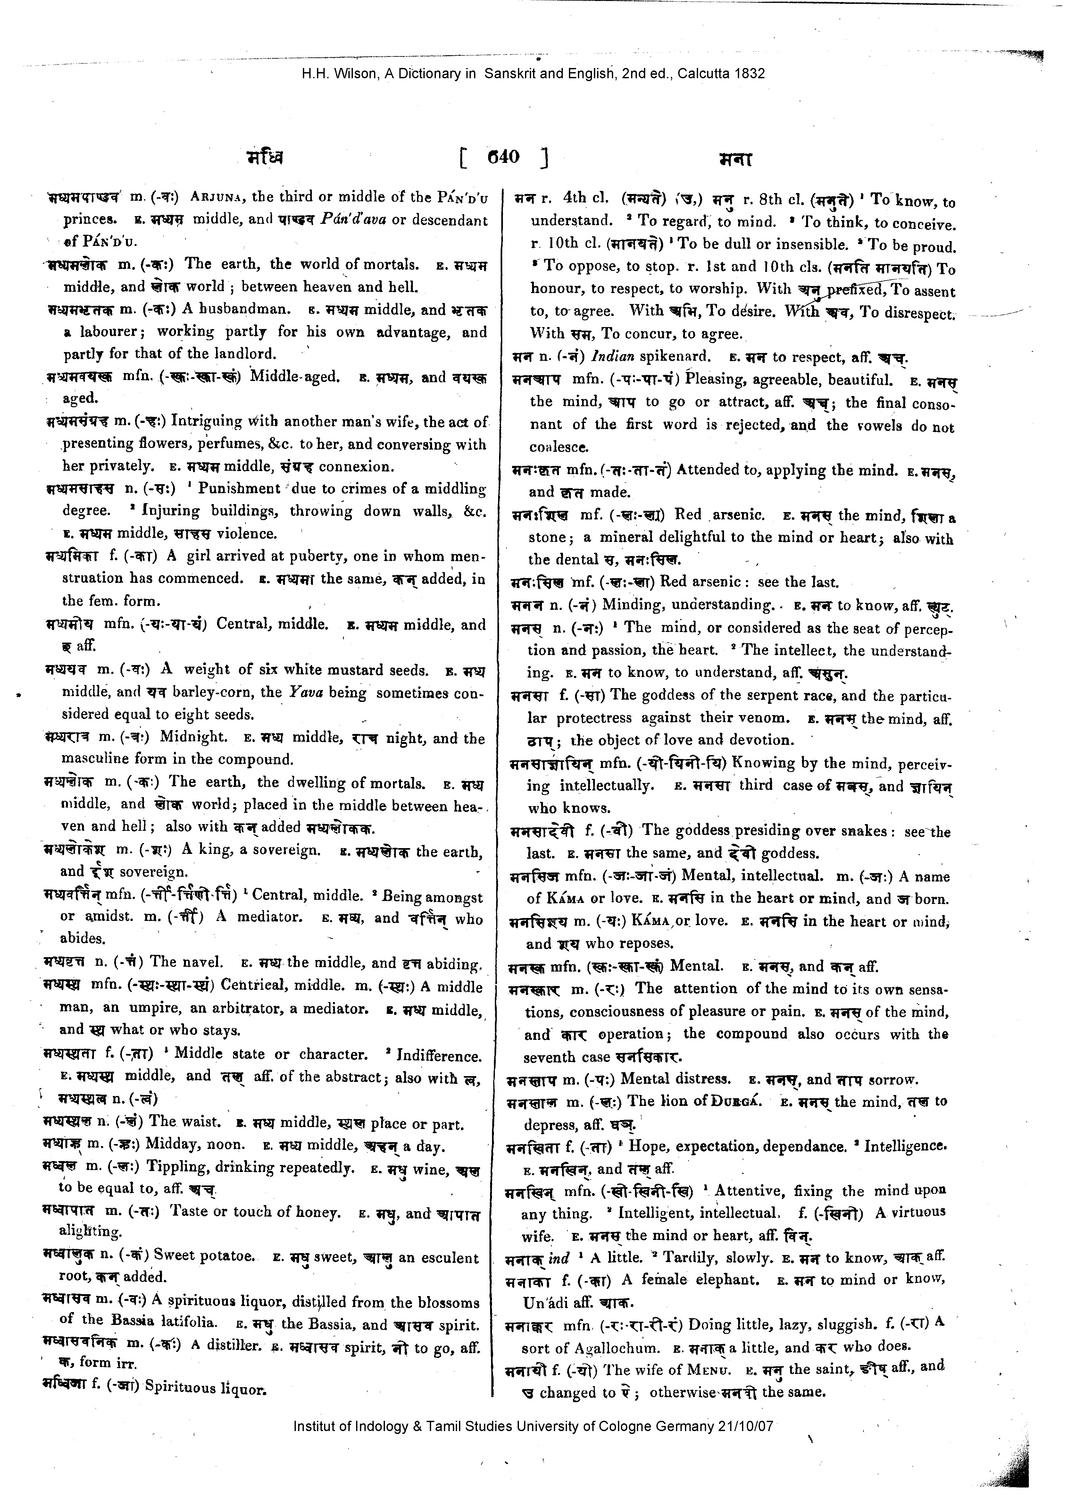 H.H. Wilson, A Dictionary in Sanskrit and English, 2nd ed., Calcutta 1832
मध्वि [ 640 ] मना
मध्यमपाण्डव m. (-वः) ARJUNA, the third or middle of the PÁN'D'U
princes. E. मध्यम middle, and पाण्डव Pán'd'ava or descendant
of PÁN'D'U.
मध्यमलोक m. (-कः) The earth, the world of mortals. E. मध्यम
middle, and लोक world ; between heaven and hell.
मध्यमभृतक m. (-कः) A husbandman. E. मध्यम middle, and भृतक
a labourer; working partly for his own advantage, and
partly for that of the landlord.
मध्यमवयस्क mfn. (-स्कः-स्का-स्कं) Middle-aged. E. मध्यम, and वयस्क
aged.
मध्यमसंग्रह m. (-हः) Intriguing with another man's wife, the act of
presenting flowers, perfumes, &c. to her, and conversing with
her privately. E. मध्यम middle, संग्रह connexion.
मध्यमसाहस n. (-सः) ¹ Punishment due to crimes of a middling
degree. ² Injuring buildings, throwing down walls, &c.
E. मध्यम middle, साहस violence.
मध्यमिका f. (-का) A girl arrived at puberty, one in whom men-
struation has commenced. E. मध्यमा the same, कन् added, in
the fem. form.
मध्यमीय mfn. (-यः-या-यं) Central, middle. E. मध्यम middle, and
छ aff.
मध्ययव m. (-वः) A weight of six white mustard seeds. E. मध्य
middle, and यव barley-corn, the Yava being sometimes con-
sidered equal to eight seeds.
मध्यरात्र m. (-त्रः) Midnight. E. मध्य middle, रात्रि night, and the
masculine form in the compound.
मध्यलोक m. (-कः) The earth, the dwelling of mortals. E. मध्य
middle, and लोक world; placed in the middle between hea-
ven and hell ; also with कन् added मध्यलोकक.
मध्यलोकेश m. (-शः) A king, a sovereign. E. मध्यलोक the earth,
and ईश sovereign.
मध्यवर्त्तिन् mfn. (-र्त्ती-र्त्तिणी-र्त्ति) ¹ Central, middle. ² Being amongst
or amidst. m. (-र्त्ती) A mediator. E. मध्य, and वर्त्तिन् who
abides.
मध्यवृत्त n. (-त्तं) The navel. E. मध्य the middle, and वृत्त abiding.
मध्यस्थ mfn. (-स्थः-स्था-स्थं) Centrical, middle. m. (-स्थः) A middle
man, an umpire, an arbitrator, a mediator. E. मध्य middle,
and स्थ what or who stays.
मध्यस्थता f. (-ता) ¹ Middle state or character. ² Indifference.
E. मध्यस्थ middle, and तल् aff. of the abstract; also with त्व,
मध्यस्थत्व n. (-त्वं)
मध्यस्थल n. (-लं) The waist. E. मध्य middle, स्थल place or part.
मध्याह्न m. (-ह्नः) Midday, noon. E. मध्य middle, अहन् a day.
मध्वल m. (-लः) Tippling, drinking repeatedly. E. मधु wine, अल
to be equal to, aff. अच्.
मध्वापात m. (-तः) Taste or touch of honey. E. मधु, and आपात
alighting.
मध्वालुक n. (-कं) Sweet potatoe. E. मधु sweet, आलु an esculent
root, कन् added.
मध्वासव m. (-वः) A spirituous liquor, distilled from the blossoms
of the Bassia latifolia. E. मधु the Bassia, and आसव spirit.
मध्वासवनिक m. (-कः) A distiller. E. मध्वासव spirit, नी to go, aff.
क, form irr.
मध्विजा f. (-जा) Spirituous liquor.
मन r. 4th cl. (मन्यते) (उ,) मनु r. 8th cl. (मनुते) ¹ To know, to
understand. ² To regard, to mind. ³ To think, to conceive.
r. 10th cl. (मानयते) ¹ To be dull or insensible. ² To be proud.
³ To oppose, to stop. r. 1st and 10th cls. (मनति मानयति) To
honour, to respect, to worship. With अनु prefixed, To assent
to, to agree. With अभि, To desire. With अव, To disrespect.
With सम, To concur, to agree.
मन n. (-नं) Indian spikenard. E. मन to respect, aff. अच्.
मनआप mfn. (-पः-पा-पं) Pleasing, agreeable, beautiful. E. मनस्
the mind, आप to go or attract, aff. अच्; the final conso-
nant of the first word is rejected, and the vowels do not
coalesce.
मनःकृत mfn. (-तः-ता-तं) Attended to, applying the mind. E. मनस्,
and कृत made.
मनःशिल mf. (-लः-ला) Red arsenic. E. मनस् the mind, शिला a
stone; a mineral delightful to the mind or heart; also with
the dental स, मनःसिल.
मनःसिल mf. (-लः-ला) Red arsenic : see the last.
मनन n. (-नं) Minding, understanding. E. मन to know, aff. ल्युट्.
मनस् n. (-नः) ¹ The mind, or considered as the seat of percep-
tion and passion, the heart. ² The intellect, the understand-
ing. E. मन to know, to understand, aff. असुन्.
मनसा f. (-सा) The goddess of the serpent race, and the particu-
lar protectress against their venom. E. मनस् the mind, aff.
टाप्; the object of love and devotion.
मनसाज्ञायिन् mfn. (-यी-यिनी-यि) Knowing by the mind, perceiv-
ing intellectually. E. मनसा third case of मनस्, and ज्ञायिन्
who knows.
मनसादेवी f. (-वी) The goddess presiding over snakes : see the
last. E. मनसा the same, and देवी goddess.
मनसिज mfn. (-जः-जा-जं) Mental, intellectual. m. (-जः) A name
of KÁMA or love. E. मनसि in the heart or mind, and ज born.
मनसिशय m. (-यः) KÁMA or love. E. मनसि in the heart or mind,
and शय who reposes.
मनस्क mfn. (स्कः-स्का-स्कं) Mental. E. मनस्, and कन् aff.
मनस्कार m. (-रः) The attention of the mind to its own sensa-
tions, consciousness of pleasure or pain. E. मनस् of the mind,
and कार operation; the compound also occurs with the
seventh case मनसिकार.
मनस्ताप m. (-पः) Mental distress. E. मनस्, and ताप sorrow.
मनस्ताल m. (-लः) The lion of DURGÁ. E. मनस् the mind, तल to
depress, aff. घञ्.
मनस्विता f. (-ता) ¹ Hope, expectation, dependance. ² Intelligence.
E. मनस्विन्, and तल् aff.
मनस्विन् mfn. (-स्वी-स्विनी-स्वि) ¹ Attentive, fixing the mind upon
any thing. ² Intelligent, intellectual. f. (-स्विनी) A virtuous
wife. E. मनस् the mind or heart, aff. विन्.
मनाक् ind ¹ A little. ² Tardily, slowly. E. मन to know, आक् aff.
मनाका f. (-का) A female elephant. E. मन to mind or know,
Un'ádi aff. आक.
मनाक्कर mfn. (-रः-रा-री-रं) Doing little, lazy, sluggish. f. (-रा) A
sort of Agallochum. E. मनाक् a little, and कर who does.
मनायी f. (-यी) The wife of MENU. E. मनु the saint, ङीष् aff., and
उ changed to ऐ ; otherwise मनवी the same.
Institut of Indology & Tamil Studies University of Cologne Germany 21/10/07